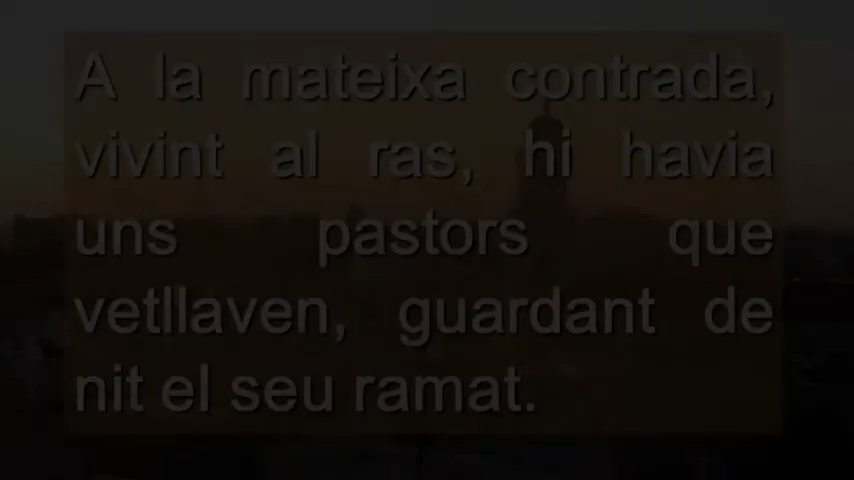 A la mateixa contrada,
vivint al ras, hi havia
uns pastors que
vetllaven, guardant de
nit el seu ramat.